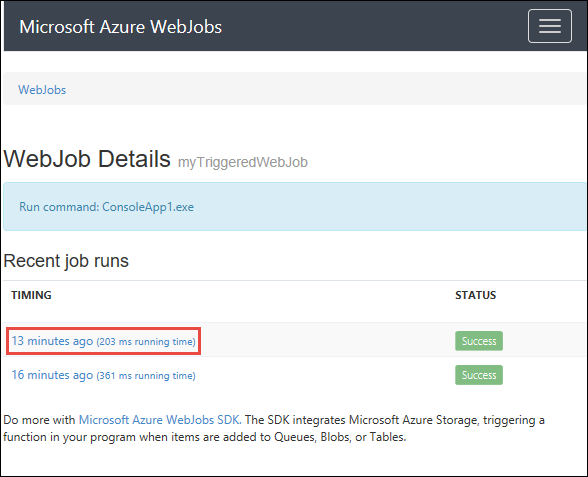 Microsoft Azure WebJobs
WebJobs
WebJob Details myTriggeredWebJob
Run command: ConsoleApp1.exe
Recent job runs
TIMING STATUS
13 minutes ago (203 ms running time) Success
16 minutes ago (361 ms running time) Success
Do more with Microsoft Azure WebJobs SDK. The SDK integrates Microsoft Azure Storage, triggering a
function in your program when items are added to Queues, Blobs, or Tables.